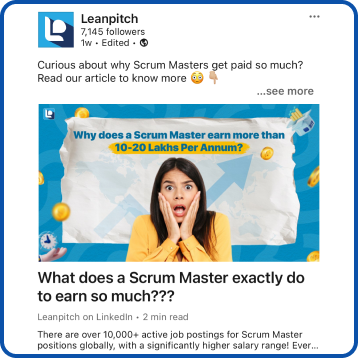 Leanpitch
7,145 followers
1w • Edited •
Curious about why Scrum Masters get paid so much?
Read our article to know more 😳 👇🏼
...see more
Why does a Scrum Master earn more than
10-20 Lakhs Per Annum?
What does a Scrum Master exactly do
to earn so much???
Leanpitch on LinkedIn • 2 min read
There are over 10,000+ active job postings for Scrum Master
positions globally, with a significantly higher salary range! Ever...